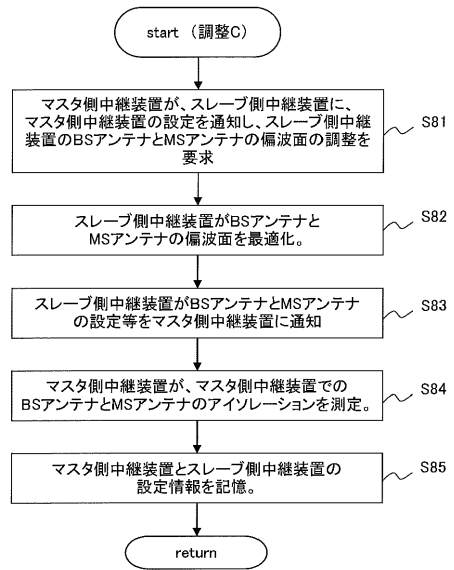 start （調整C）
マスタ側中継装置が、スレーブ側中継装置に、
マスタ側中継装置の設定を通知し、スレーブ側中継
装置のBSアンテナとMSアンテナの偏波面の調整を
要求
S81
スレーブ側中継装置がBSアンテナと
MSアンテナの偏波面を最適化。
S82
スレーブ側中継装置がBSアンテナとMSアンテナ
の設定等をマスタ側中継装置に通知
S83
マスタ側中継装置が、マスタ側中継装置での
BSアンテナとMSアンテナのアイソレーションを測定。
S84
マスタ側中継装置とスレーブ側中継装置の
設定情報を記憶。
S85
return